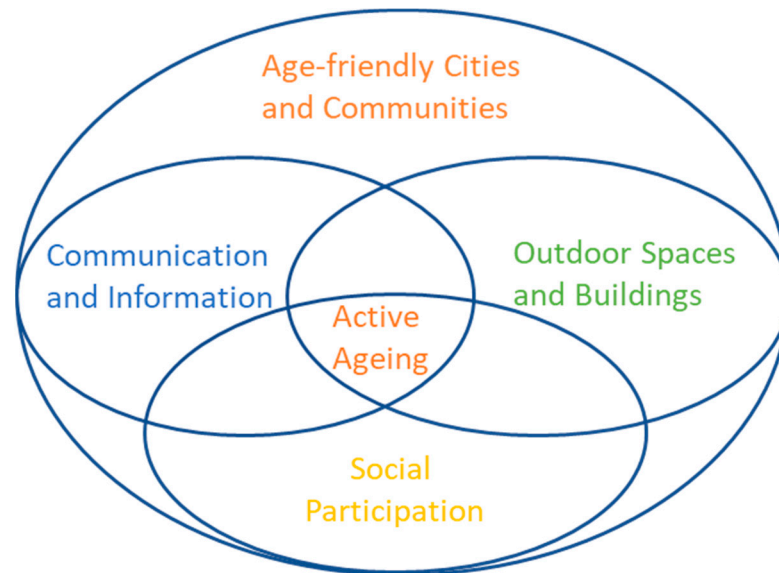 Age-friendly Cities
and Communities
Communication
and Information
Outdoor Spaces
and Buildings
Active
Ageing
Social
Participation